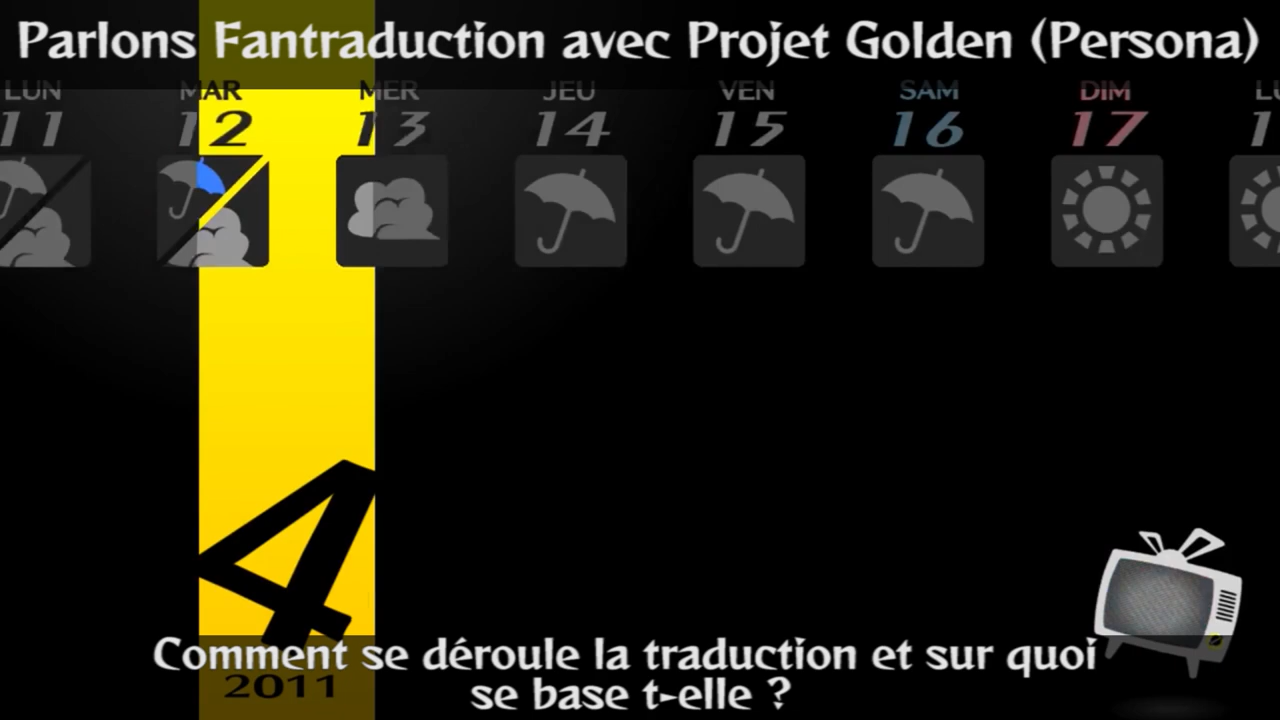 Parlons Fantraduction avec Projet Golden (Persona)
LUN MAR MER JEU VEN SAM DIM
11 12 13 14 15 16 17
4
Comment se déroule la traduction et sur quoi
se base t-elle ?
2011